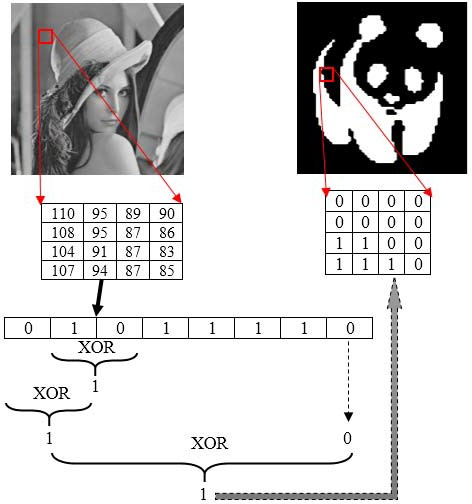 110 95 89 90
108 95 87 86
104 91 87 83
107 94 87 85
0 0 0 0
0 0 0 0
1 1 0 0
1 1 1 0
0 1 0 1 1 1 1 0
XOR
1
XOR
1
0
XOR
1